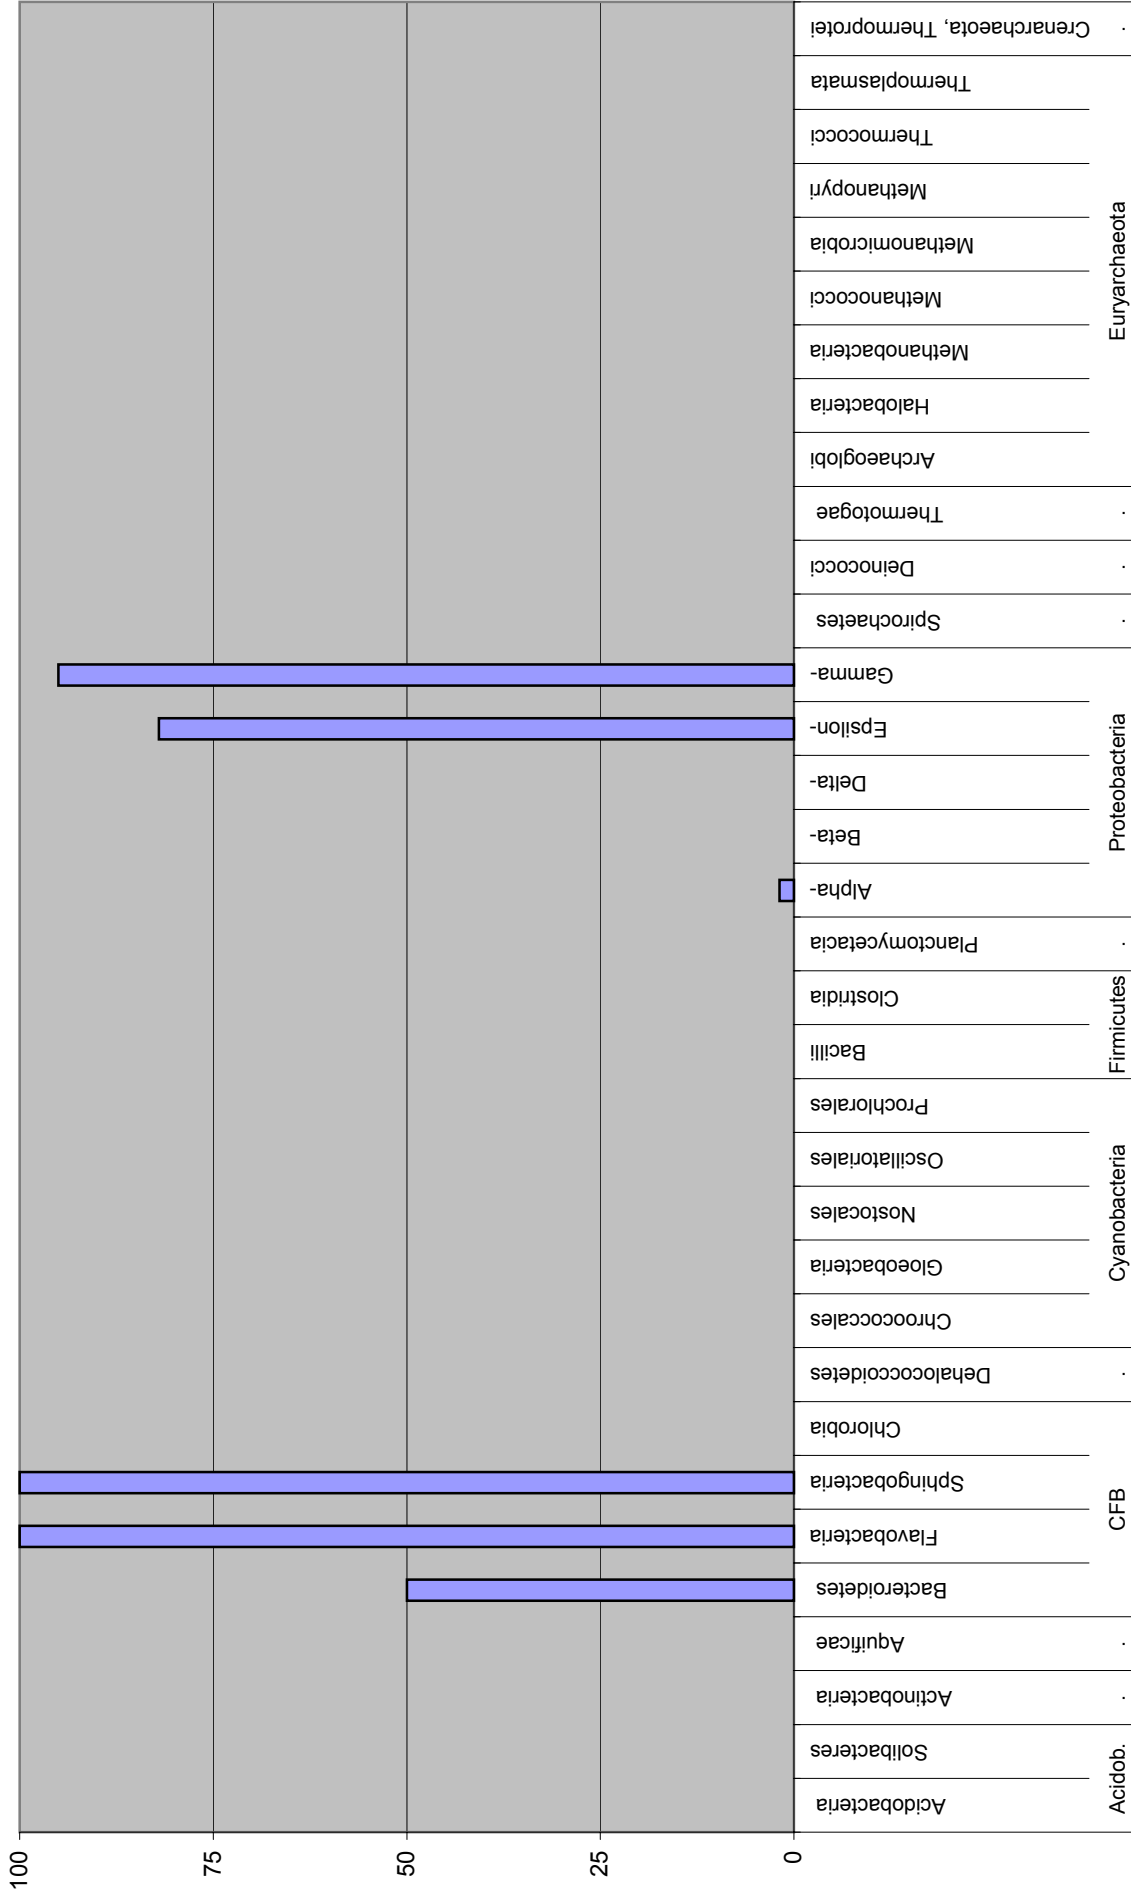 100
75
50
25
0
Acidobacteria
Solibacteres
Actinobacteria
Aquificae
Bacteroidetes
Flavobacteria
Sphingobacteria
Chlorobia
Dehalococcoidetes
Chroococcales
Gloeobacteria
Nostocales
Oscillatoriales
Prochlorales
Bacilli
Clostridia
Planctomycetacia
Alpha-
Beta-
Delta-
Epsilon-
Gamma-
Spirochaetes
Deinococci
Thermotogae
Archaeoglobi
Halobacteria
Methanobacteria
Methanococci
Methanomicrobia
Methanopyri
Thermococci
Thermoplasmata
Crenarchaeota, Thermoprotei
Acidob.
.
.
CFB
.
Cyanobacteria
Firmicutes
.
Proteobacteria
.
.
.
Euryarchaeota
.